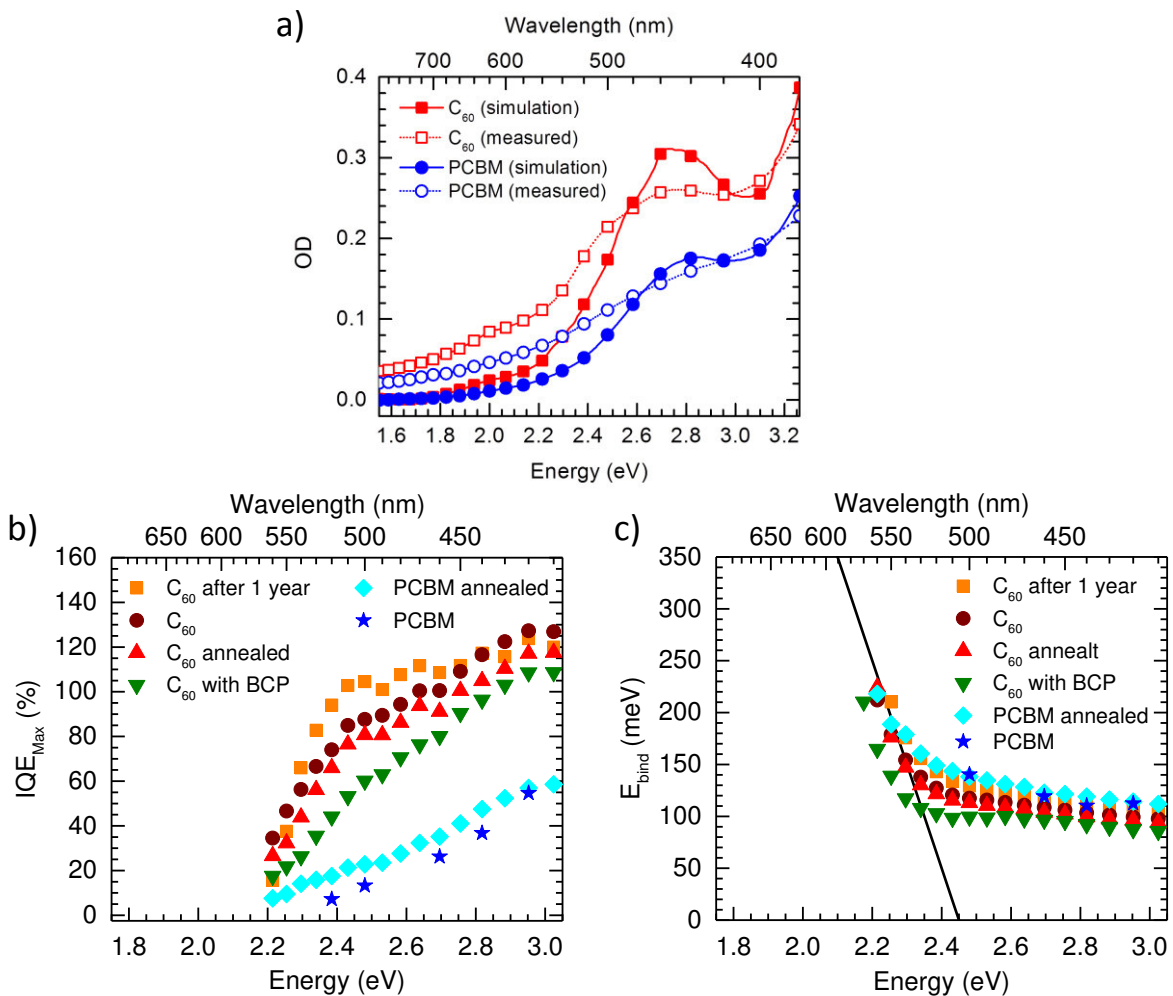 a)
Wavelength (nm)
700 600 500 400
0.4
0.3
0.2
0.1
0.0
OD
C60 (simulation)
C60 (measured)
PCBM (simulation)
PCBM (measured)
1.6 1.8 2.0 2.2 2.4 2.6 2.8 3.0 3.2
Energy (eV)
b)
Wavelength (nm)
650 600 550 500 450
160
140
120
100
80
60
40
20
0
IQEMax (%)
C60 after 1 year
C60
C60 annealed
C60 with BCP
PCBM annealed
PCBM
1.8 2.0 2.2 2.4 2.6 2.8 3.0
Energy (eV)
c)
Wavelength (nm)
650 600 550 500 450
350
300
250
200
150
100
50
0
Ebind (meV)
C60 after 1 year
C60
C60 annealt
C60 with BCP
PCBM annealed
PCBM
1.8 2.0 2.2 2.4 2.6 2.8 3.0
Energy (eV)